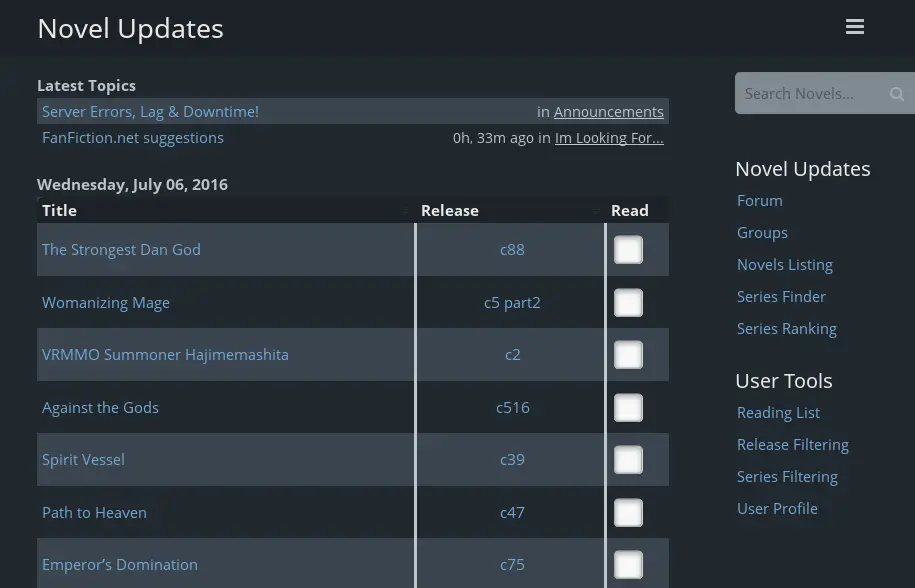 Novel Updates
Latest Topics
Server Errors, Lag & Downtime! in Announcements
FanFiction.net suggestions 0h, 33m ago in Im Looking For...
Wednesday, July 06, 2016
Title Release Read
The Strongest Dan God c88
Womanizing Mage c5 part2
VRMMO Summoner Hajimemashita c2
Against the Gods c516
Spirit Vessel c39
Path to Heaven c47
Emperor’s Domination c75
Search Novels...
Novel Updates
Forum
Groups
Novels Listing
Series Finder
Series Ranking
User Tools
Reading List
Release Filtering
Series Filtering
User Profile